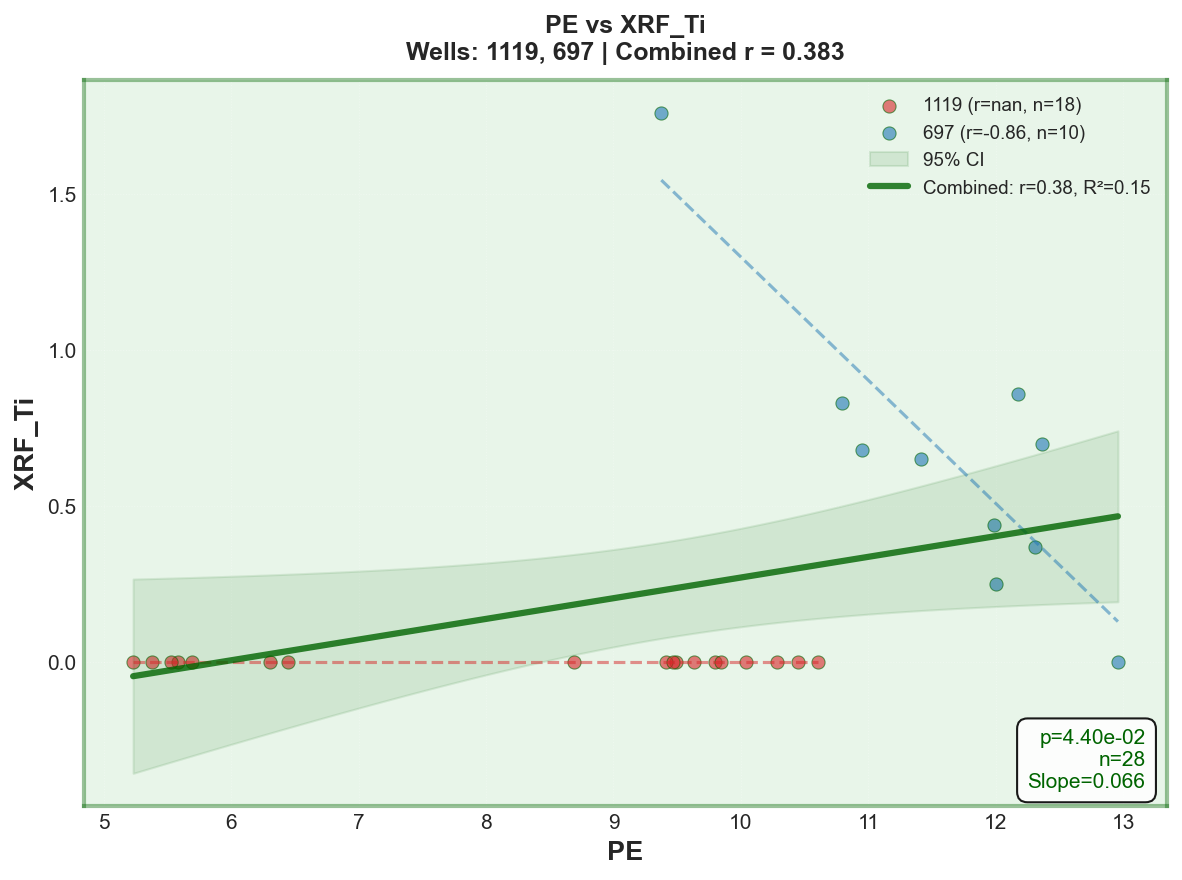 PE vs XRF_Ti
Wells: 1119, 697 | Combined r = 0.383
1119 (r=nan, n=18)
697 (r=-0.86, n=10)
95% CI
Combined: r=0.38, R²=0.15
XRF_Ti
1.5
1.0
0.5
0.0
p=4.40e-02
n=28
Slope=0.066
5 6 7 8 9 10 11 12 13
PE